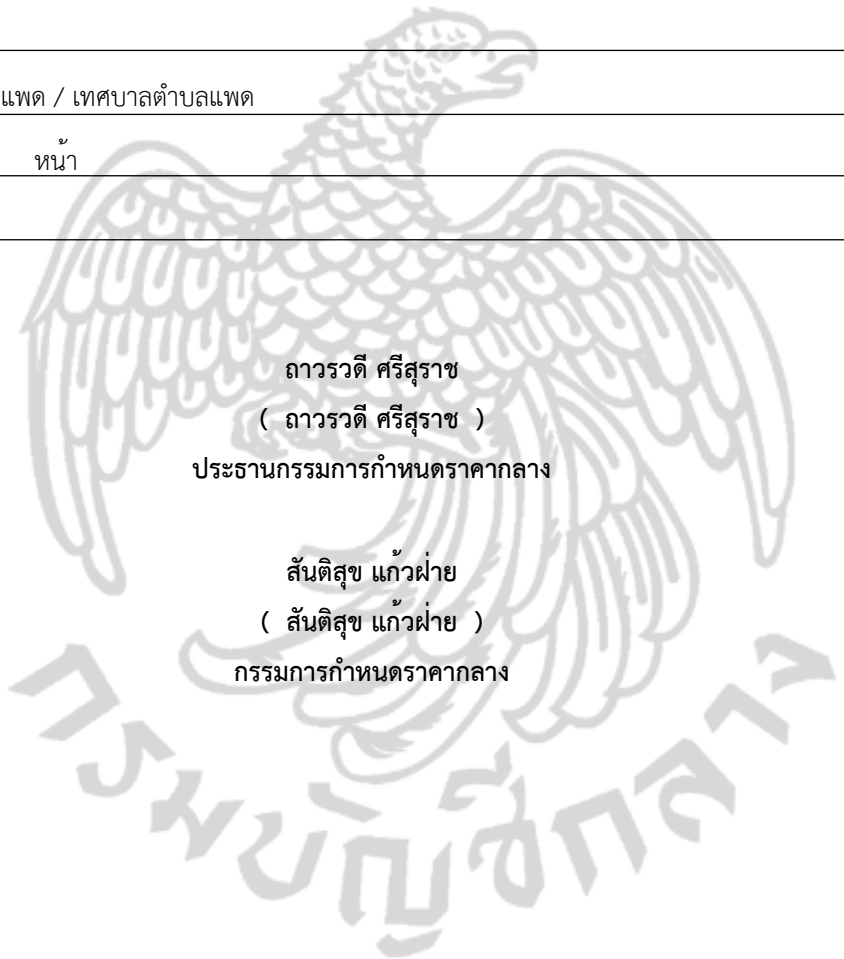 แพด / เทศบาลตำบลแพด
หน้า
ถาวรวดี ศรีสุราช
( ถาวรวดี ศรีสุราช )
ประธานกรรมการกำหนดราคากลาง
สันติสุข แก้วฝ่าย
( สันติสุข แก้วฝ่าย )
กรรมการกำหนดราคากลาง
กรมบัญชีกลาง